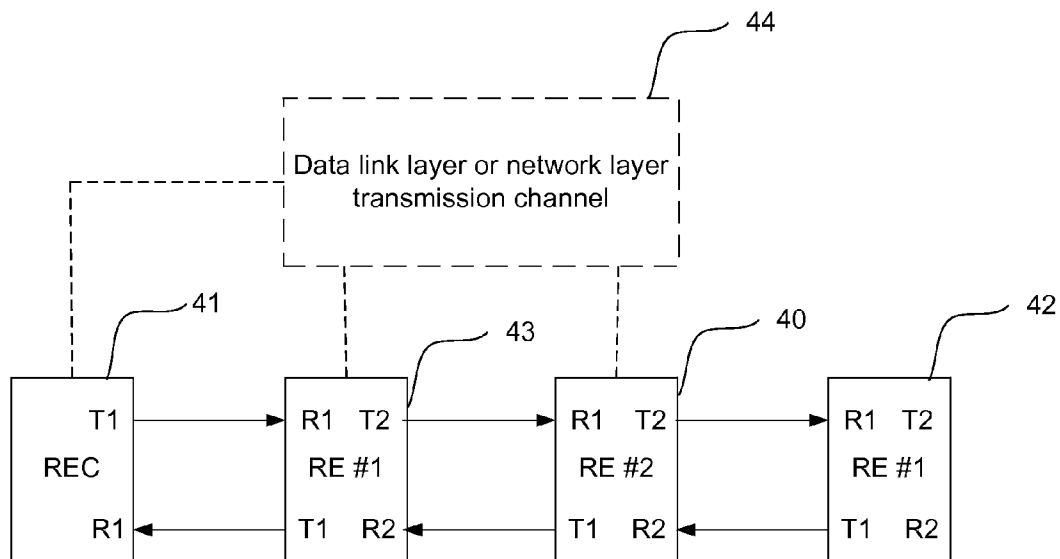 44
Data link layer or network layer
transmission channel
41
43
40
42
T1
R1 T2
R1 T2
R1 T2
REC
RE #1
RE #2
RE #1
R1
T1 R2
T1 R2
T1 R2